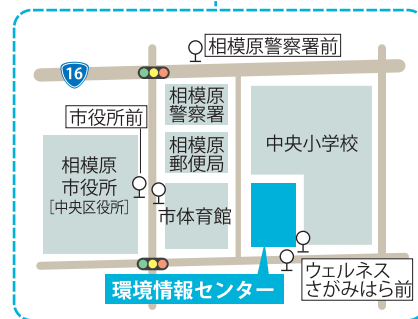 相模原警察署前
16
市役所前
相模原
警察署
相模原
郵便局
中央小学校
相模原
市役所
[中央区役所]
市体育館
ウェルネス
さがみはら前
環境情報センター